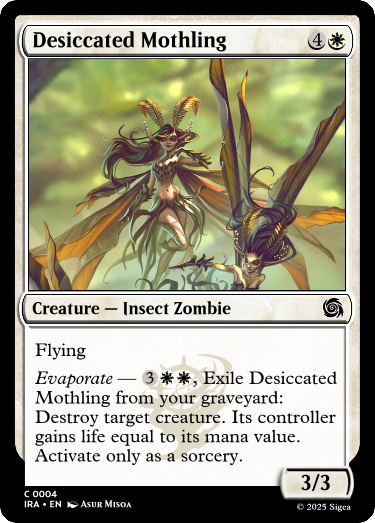 Desiccated Mothling 4
Creature — Insect Zombie
Flying
Evaporate — 3, Exile Desiccated
Mothling from your graveyard:
Destroy target creature. Its controller
gains life equal to its mana value.
Activate only as a sorcery.
3/3
C 0004
IRA • EN Asur Misoa
© 2025 Sigea